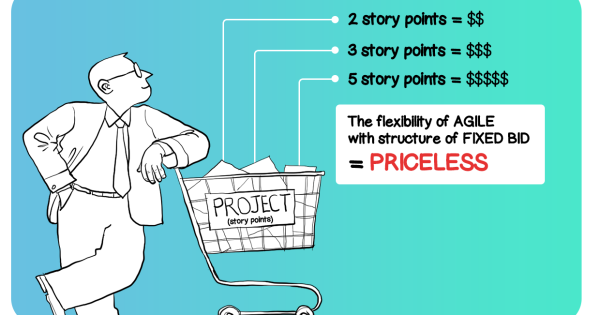 2 story points = $$
3 story points = $$$
5 story points = $$$$$
The flexibility of AGILE
with structure of FIXED BID
= PRICELESS
PROJECT
(story points)